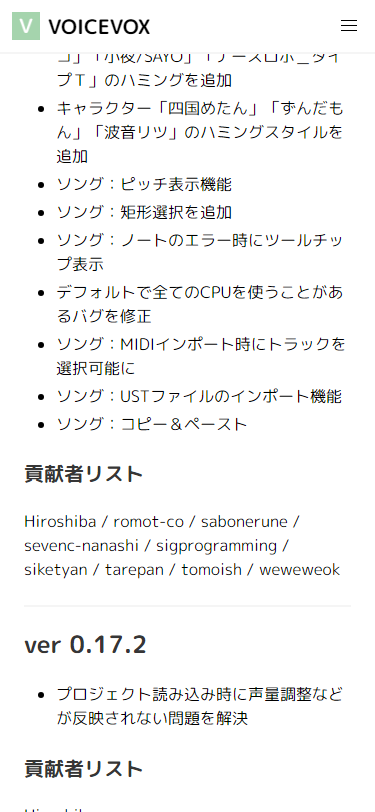 V VOICEVOX
コ」「小夜/SAYO」「ナースロボ＿タイ
プＴ」のハミングを追加
キャラクター「四国めたん」「ずんだも
ん」「波音リツ」のハミングスタイルを
追加
ソング：ピッチ表示機能
ソング：矩形選択を追加
ソング：ノートのエラー時にツールチッ
プ表示
デフォルトで全てのCPUを使うことがあ
るバグを修正
ソング：MIDIインポート時にトラックを
選択可能に
ソング：USTファイルのインポート機能
ソング：コピー＆ペースト
貢献者リスト
Hiroshiba / romot-co / sabonerune /
sevenc-nanashi / sigprogramming /
siketyan / tarepan / tomoish / weweweok
ver 0.17.2
プロジェクト読み込み時に声量調整など
が反映されない問題を解決
貢献者リスト
Hiroshiba